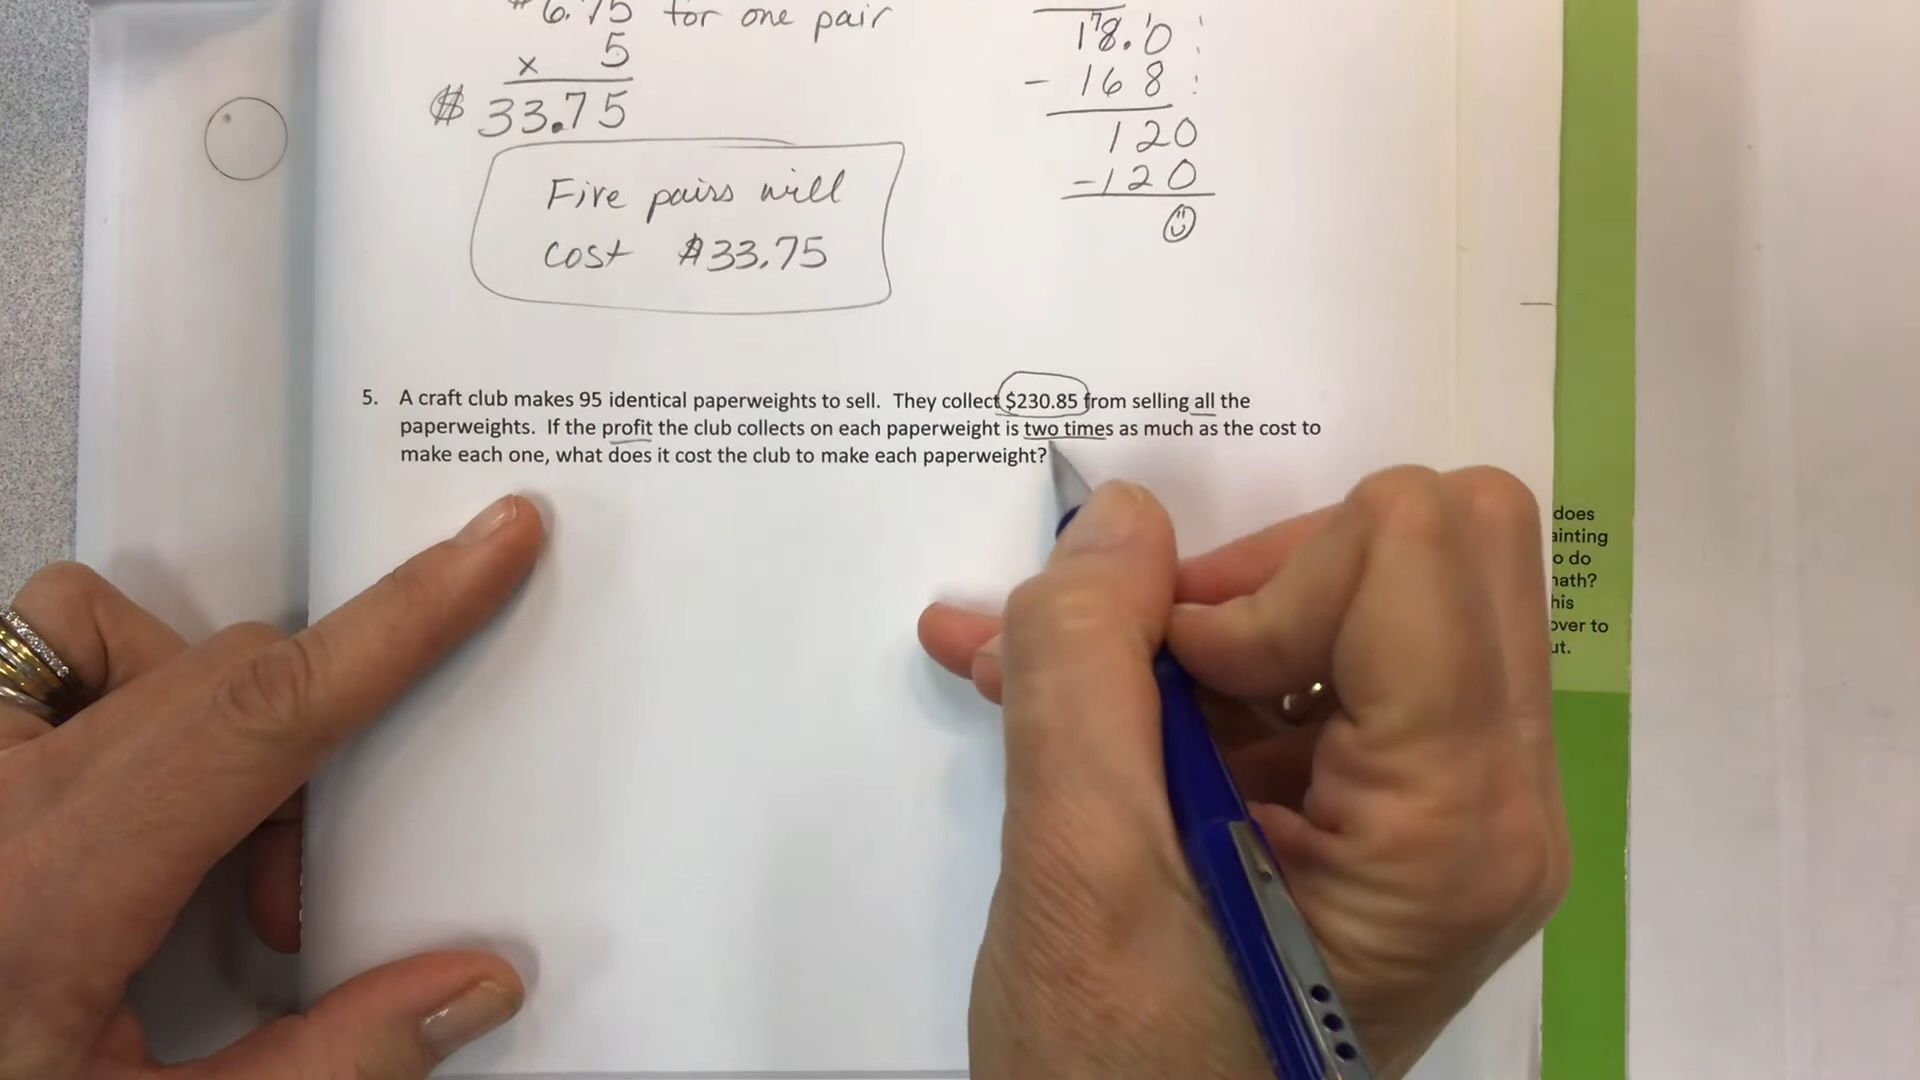 $6.75 for one pair
x 5
$33.75
Five pairs will
cost $33.75
18.0
- 168
120
-120
5. A craft club makes 95 identical paperweights to sell. They collect $230.85 from selling all the
paperweights. If the profit the club collects on each paperweight is two times as much as the cost to
make each one, what does it cost the club to make each paperweight?
does
ainting
o do
nath?
his
over to
ut.